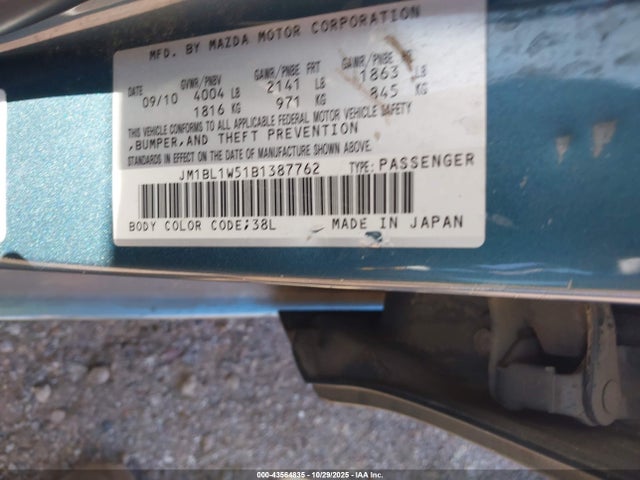 MFD. BY MAZDA MOTOR CORPORATION
DATE GVWR/PNBV GAWR/PNBE FRT GAWR/PNBE
09/10 4004 LB 2141 LB 1863 LB
1816 KG 971 KG 845 KG
THIS VEHICLE CONFORMS TO ALL APPLICABLE FEDERAL MOTOR VEHICLE SAFETY
,BUMPER,AND THEFT PREVENTION
STANDARDS IN EFFECT ON THE DATE OF MANUFACTURE SHOWN ABOVE.
JM1BL1W51B1387762 TYPE: PASSENGER
BODY COLOR CODE;38L MADE IN JAPAN
000-43564835 - 10/29/2025 - IAA Inc.